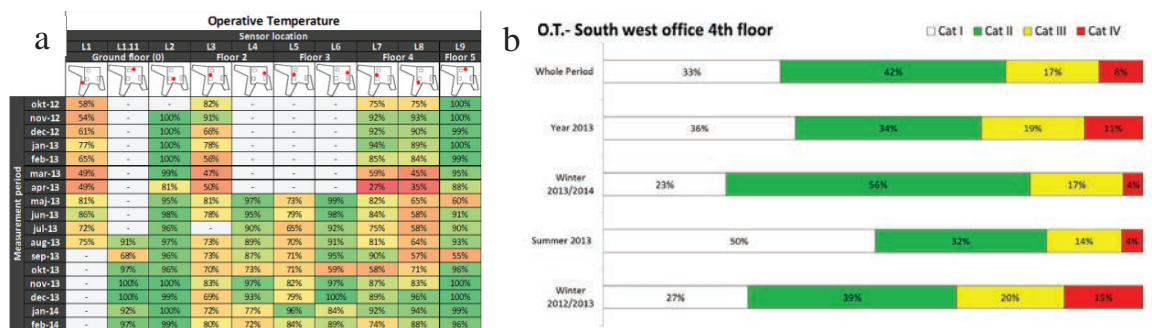 a
Operative Temperature
Sensor location
L1 L1.11 L2 L3 L4 L5 L6 L7 L8 L9
Ground floor (0) Floor 2 Floor 3 Floor 4 Floor 5
Measurement period
okt-12 58% - - 82% - - - 75% 75% 100%
nov-12 54% - 100% 91% - - - 92% 93% 100%
dec-12 61% - 100% 66% - - - 92% 90% 99%
jan-13 77% - 100% 78% - - - 94% 89% 100%
feb-13 65% - 100% 56% - - - 85% 84% 99%
mar-13 49% - 99% 47% - - - 59% 45% 95%
apr-13 49% - 81% 50% - - - 27% 35% 88%
maj-13 81% - 95% 81% 97% 73% 99% 82% 65% 60%
jun-13 86% - 98% 78% 95% 79% 98% 84% 58% 91%
jul-13 72% - 96% - 90% 65% 92% 75% 58% 90%
aug-13 75% 91% 97% 73% 89% 70% 91% 81% 64% 93%
sep-13 - 68% 96% 73% 87% 71% 95% 90% 57% 55%
okt-13 - 97% 96% 70% 73% 71% 59% 58% 71% 96%
nov-13 - 100% 100% 83% 97% 82% 97% 87% 83% 100%
dec-13 - 100% 99% 69% 93% 79% 100% 89% 96% 100%
jan-14 - 92% 100% 72% 77% 96% 84% 92% 94% 99%
feb-14 - 97% 99% 80% 72% 84% 89% 74% 88% 96%
b
O.T.- South west office 4th floor
Cat I Cat II Cat III Cat IV
Whole Period 33% 42% 17% 8%
Year 2013 36% 34% 19% 11%
Winter
2013/2014 23% 56% 17% 4%
Summer 2013 50% 32% 14% 4%
Winter
2012/2013 27% 39% 20% 15%